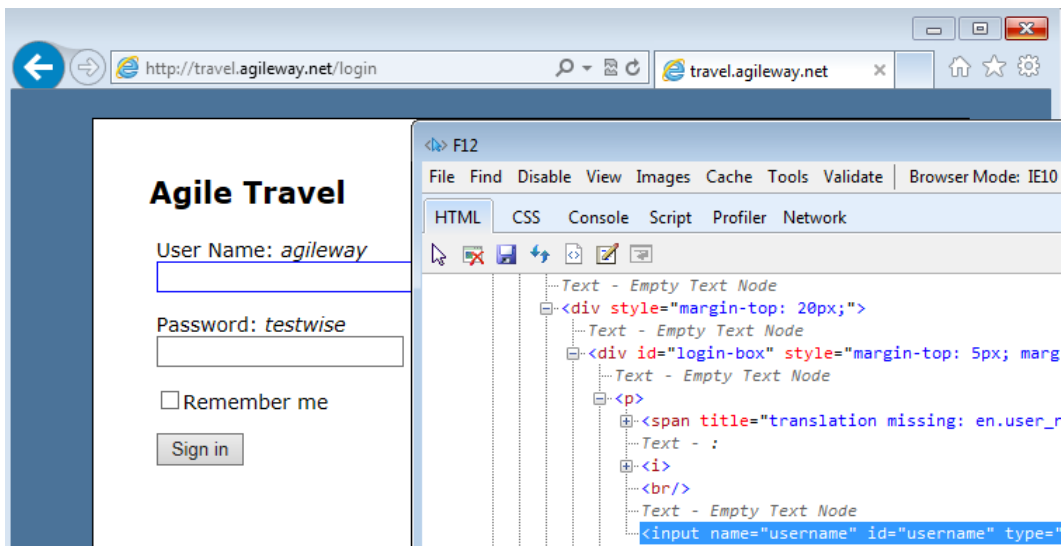 http://travel.agileway.net/login
travel.agileway.net
Agile Travel
User Name: agileway
Password: testwise
Remember me
Sign in
F12
File Find Disable View Images Cache Tools Validate Browser Mode: IE10
HTML CSS Console Script Profiler Network
Text - Empty Text Node
<div style="margin-top: 20px;">
Text - Empty Text Node
<div id="login-box" style="margin-top: 5px; marg
Text - Empty Text Node
<p>
<span title="translation missing: en.user_n
Text - :
<i>
<br/>
Text - Empty Text Node
<input name="username" id="username" type="